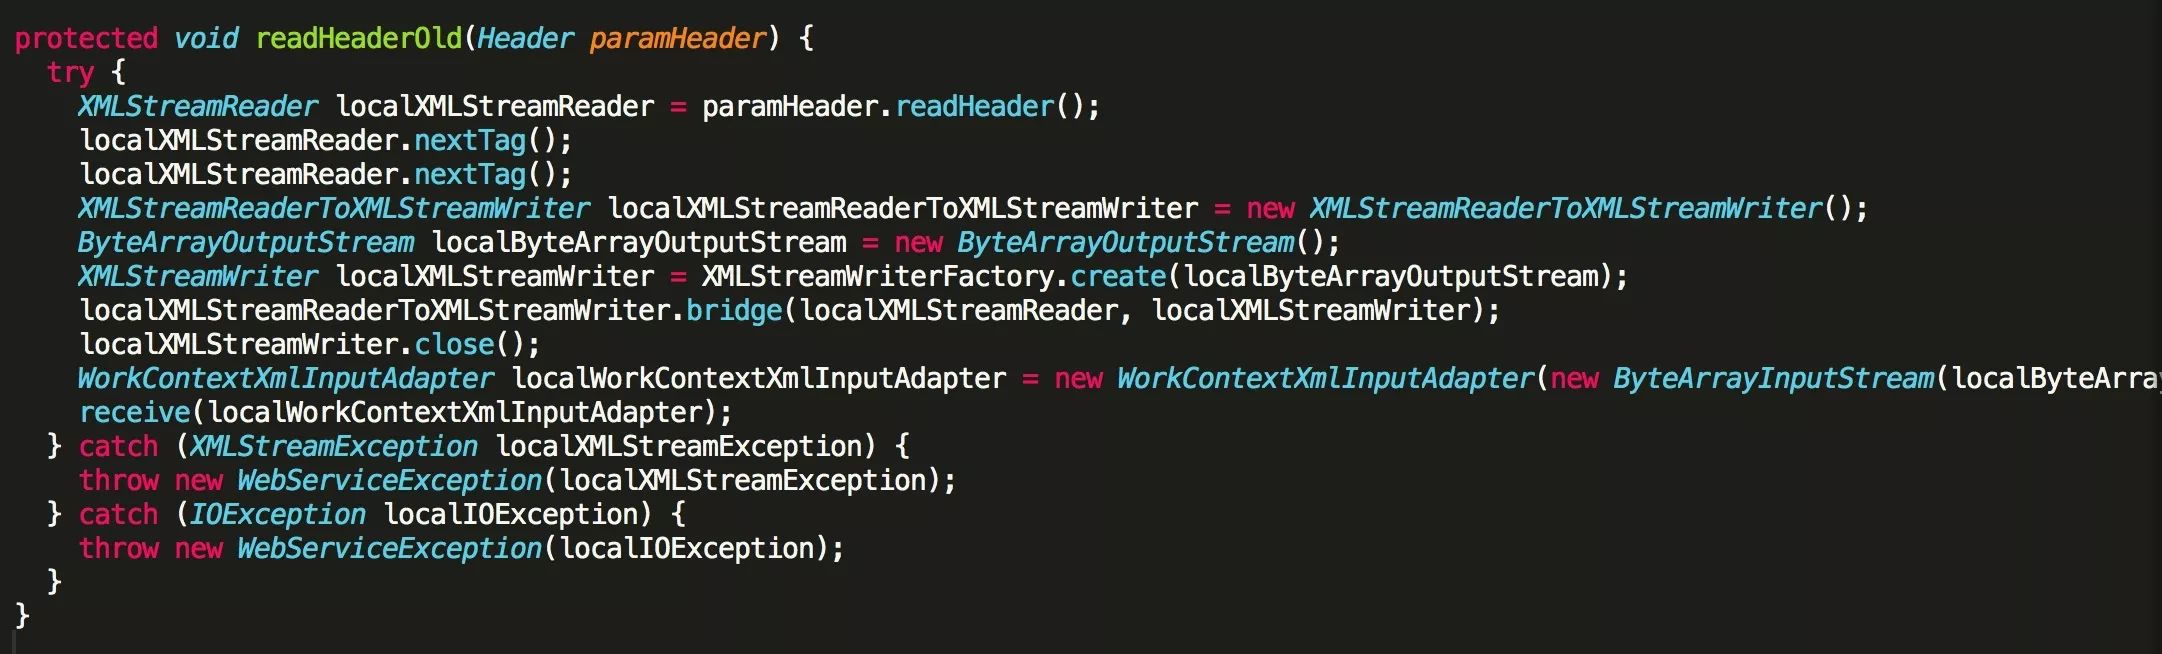 protected void readHeaderOld(Header paramHeader) {
  try {
    XMLStreamReader localXMLStreamReader = paramHeader.readHeader();
    localXMLStreamReader.nextTag();
    localXMLStreamReader.nextTag();
    XMLStreamReaderToXMLStreamWriter localXMLStreamReaderToXMLStreamWriter = new XMLStreamReaderToXMLStreamWriter();
    ByteArrayOutputStream localByteArrayOutputStream = new ByteArrayOutputStream();
    XMLStreamWriter localXMLStreamWriter = XMLStreamWriterFactory.create(localByteArrayOutputStream);
    localXMLStreamReaderToXMLStreamWriter.bridge(localXMLStreamReader, localXMLStreamWriter);
    localXMLStreamWriter.close();
    WorkContextXmlInputAdapter localWorkContextXmlInputAdapter = new WorkContextXmlInputAdapter(new ByteArrayInputStream(localByteArra
    receive(localWorkContextXmlInputAdapter);
  } catch (XMLStreamException localXMLStreamException) {
    throw new WebServiceException(localXMLStreamException);
  } catch (IOException localIOException) {
    throw new WebServiceException(localIOException);
  }
}